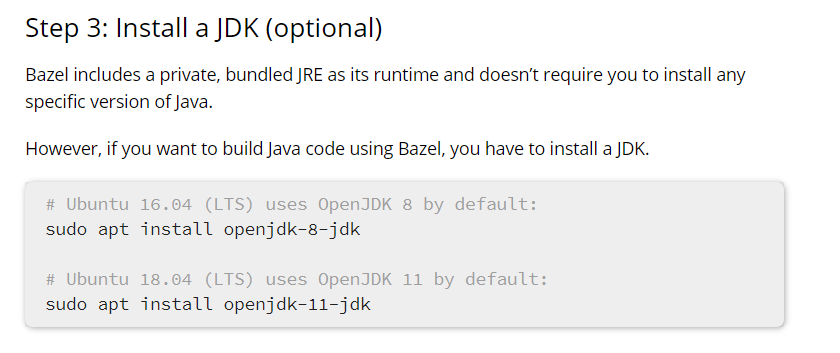 Step 3: Install a JDK (optional)
Bazel includes a private, bundled JRE as its runtime and doesn’t require you to install any
specific version of Java.
However, if you want to build Java code using Bazel, you have to install a JDK.
# Ubuntu 16.04 (LTS) uses OpenJDK 8 by default:
sudo apt install openjdk-8-jdk
# Ubuntu 18.04 (LTS) uses OpenJDK 11 by default:
sudo apt install openjdk-11-jdk